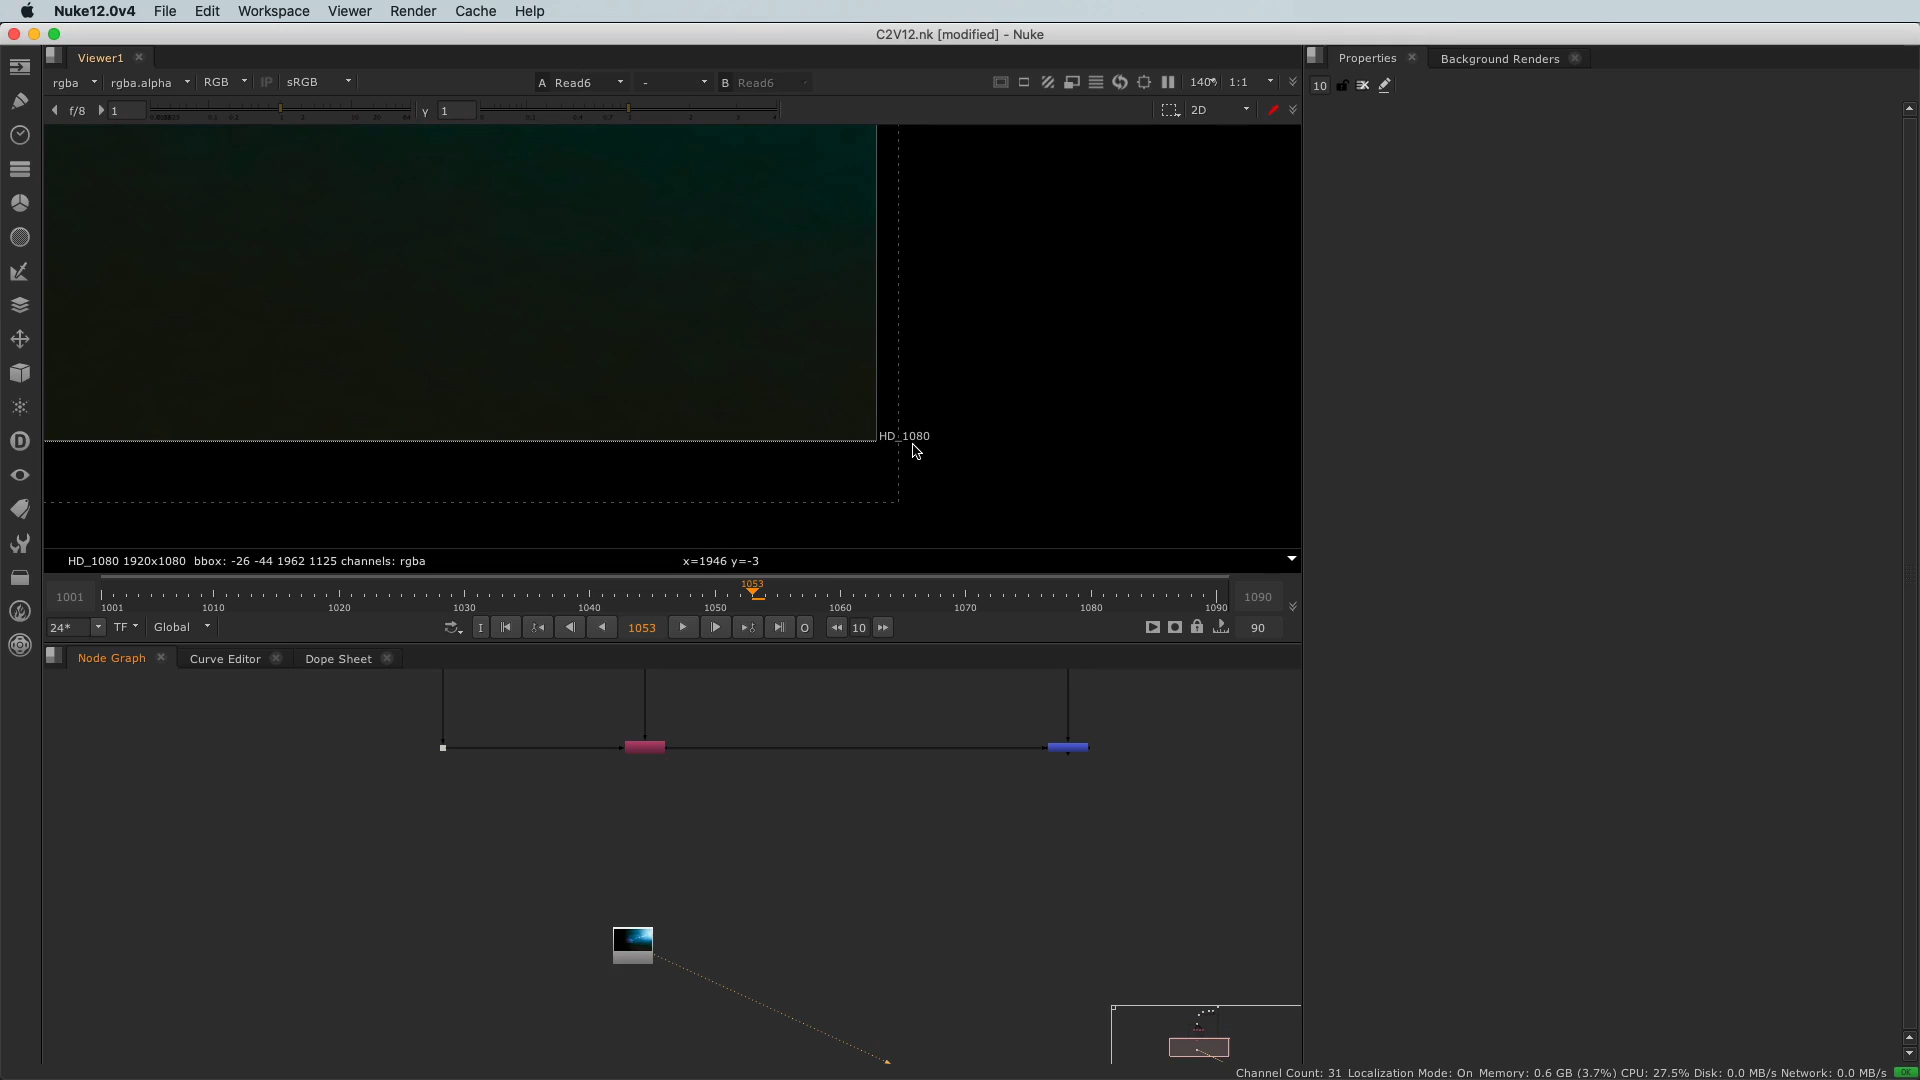 Nuke12.0v4 File Edit Workspace Viewer Render Cache Help
C2V12.nk [modified] - Nuke
Viewer1
Properties
Background Renders
rgba rgba.alpha RGB IP sRGB A Read6 - B Read6 1:1
10
f/8 1 γ 1 2D
HD_1080
HD_1080 1920x1080 bbox: -26 -44 1962 1125 channels: rgba x=1946 y=-3
1053
1001 1090
1001 1010 1020 1030 1040 1050 1060 1070 1080 1090
24* TF Global I 1053 O 10 90
Node Graph Curve Editor Dope Sheet
Channel Count: 31 Localization Mode: On Memory: 0.6 GB (3.7%) CPU: 27.5% Disk: 0.0 MB/s Network: 0.0 MB/s OK